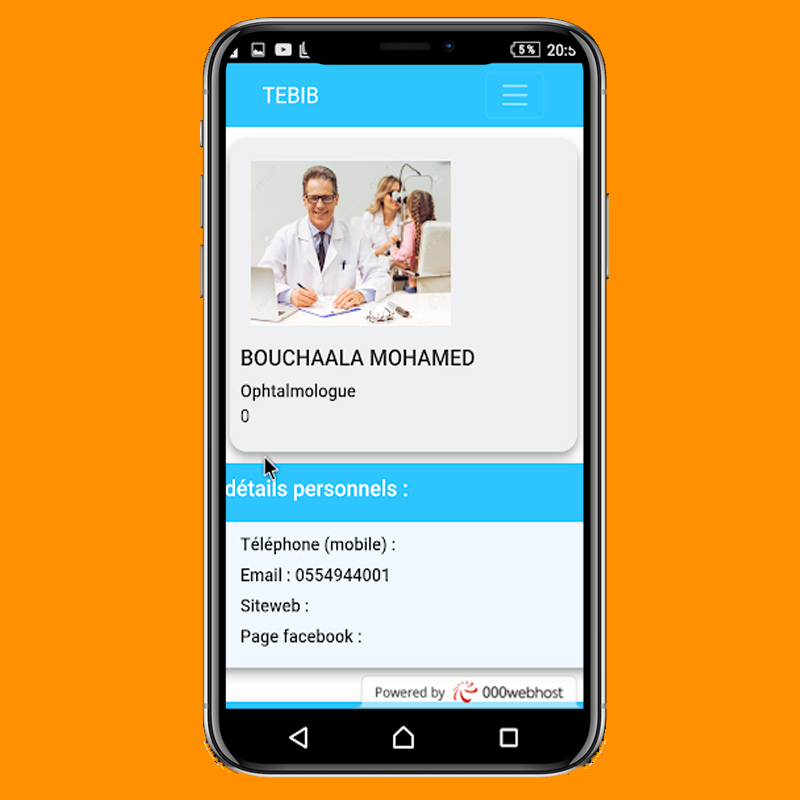 5% 20:5
TEBIB
BOUCHAALA MOHAMED
Ophtalmologue
0
détails personnels :
Téléphone (mobile) :
Email : 0554944001
Siteweb :
Page facebook :
Powered by 000webhost